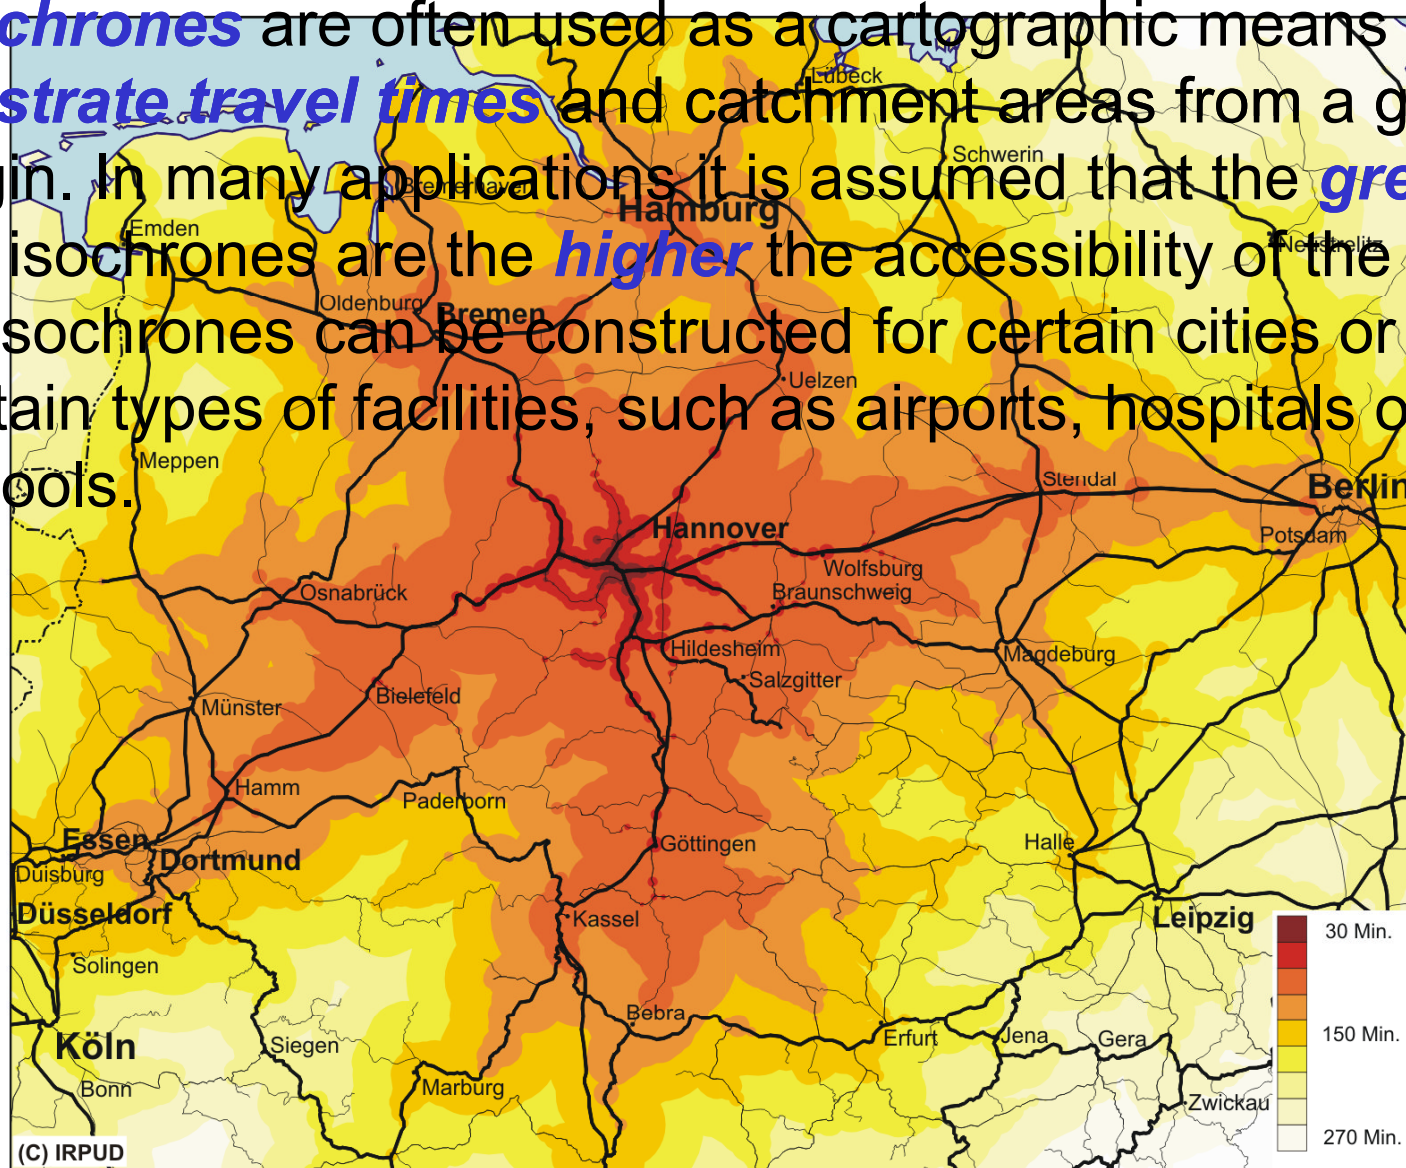 chrones are often used as a cartographic means
strate travel times and catchment areas from a g
in. In many applications it is assumed that the gre
isochrones are the higher the accessibility of the
sochrones can be constructed for certain cities or
tain types of facilities, such as airports, hospitals o
ools.
Lübeck
Schwerin
Bremerhaven
Hamburg
Emden
Neustrelitz
Oldenburg
Bremen
Uelzen
Meppen
Stendal
Berlin
Hannover
Potsdam
Wolfsburg
Osnabrück
Braunschweig
Hildesheim
Magdeburg
Salzgitter
Bielefeld
Münster
Hamm
Paderborn
Essen
Göttingen
Halle
Dortmund
Duisburg
Düsseldorf
Kassel
Leipzig
30 Min.
Solingen
Bebra
150 Min.
Köln
Siegen
Erfurt
Jena
Gera
Bonn
Marburg
Zwickau
270 Min.
(C) IRPUD